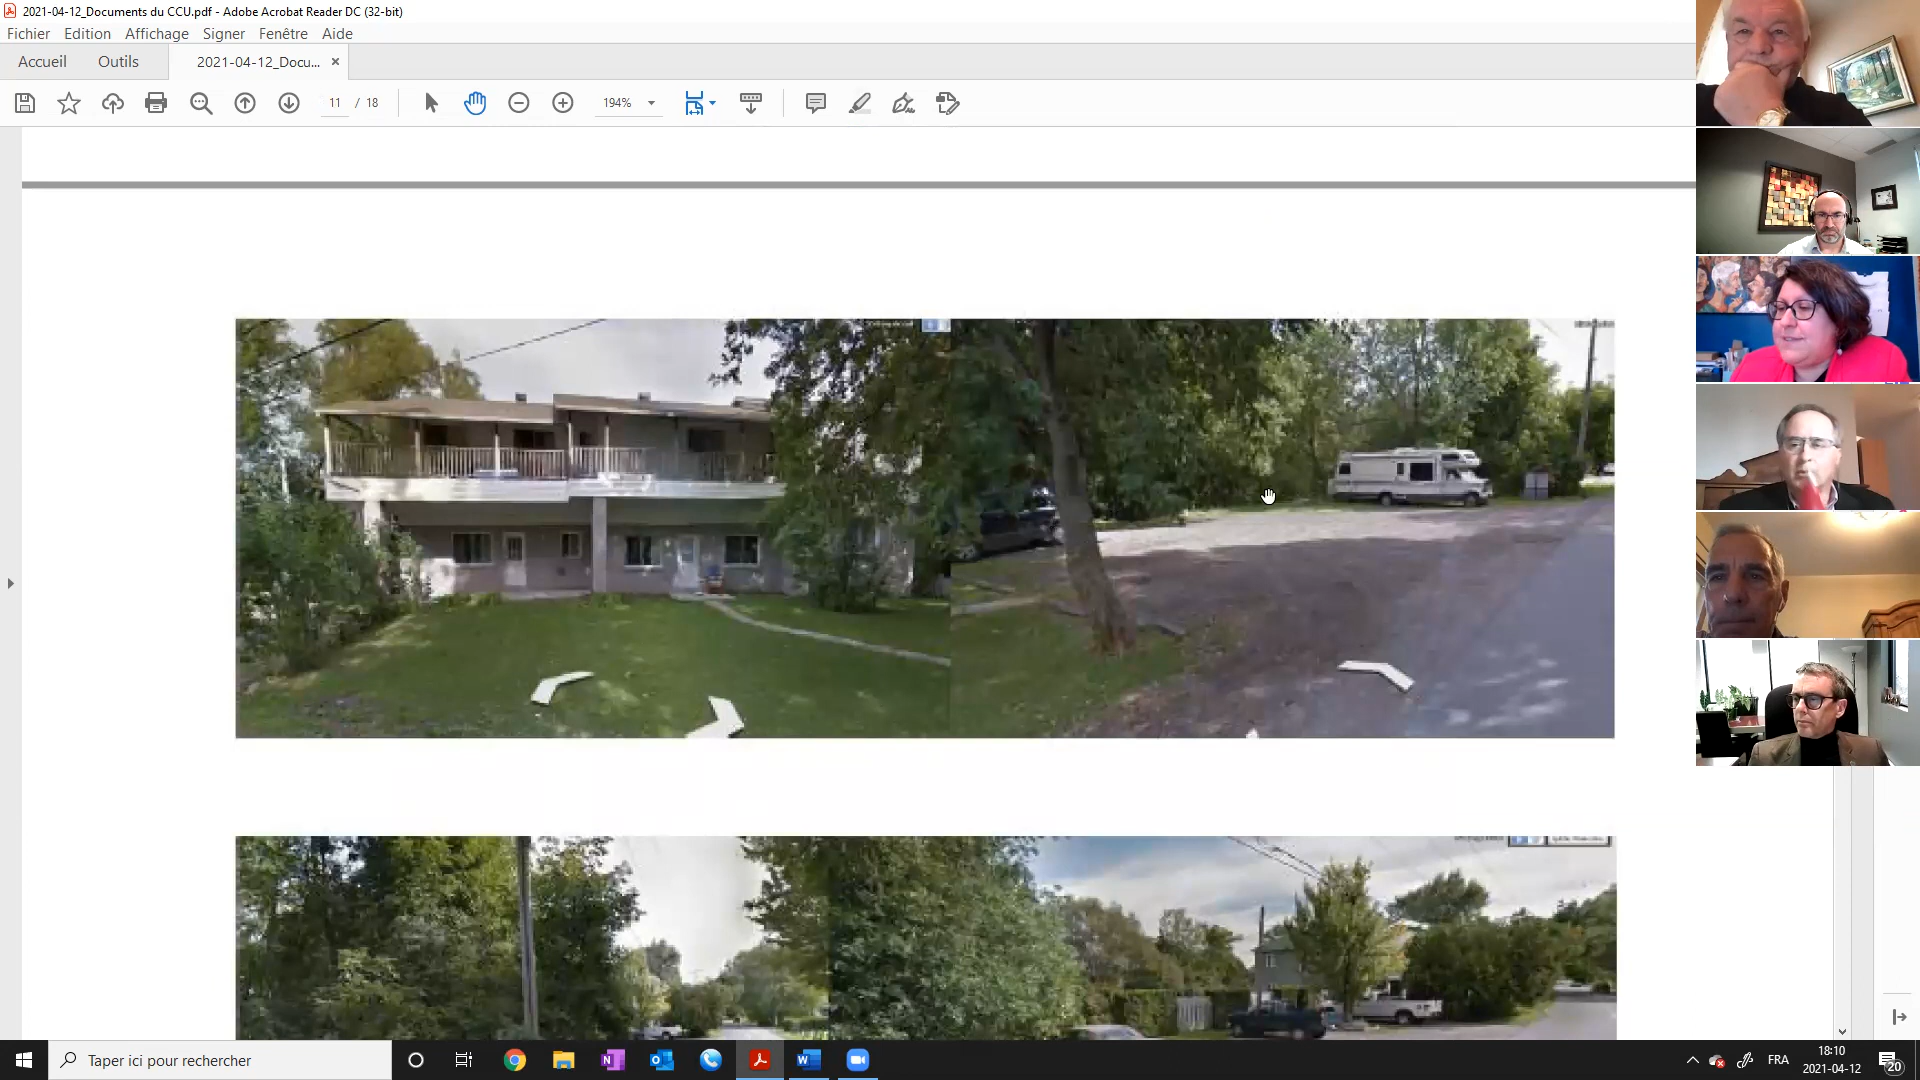 2021-04-12_Documents du CCU.pdf - Adobe Acrobat Reader DC (32-bit)
Fichier Edition Affichage Signer Fenêtre Aide
Accueil Outils 2021-04-12_Docu... ×
11 / 18 194%
Taper ici pour rechercher
FRA
18:10
2021-04-12
20